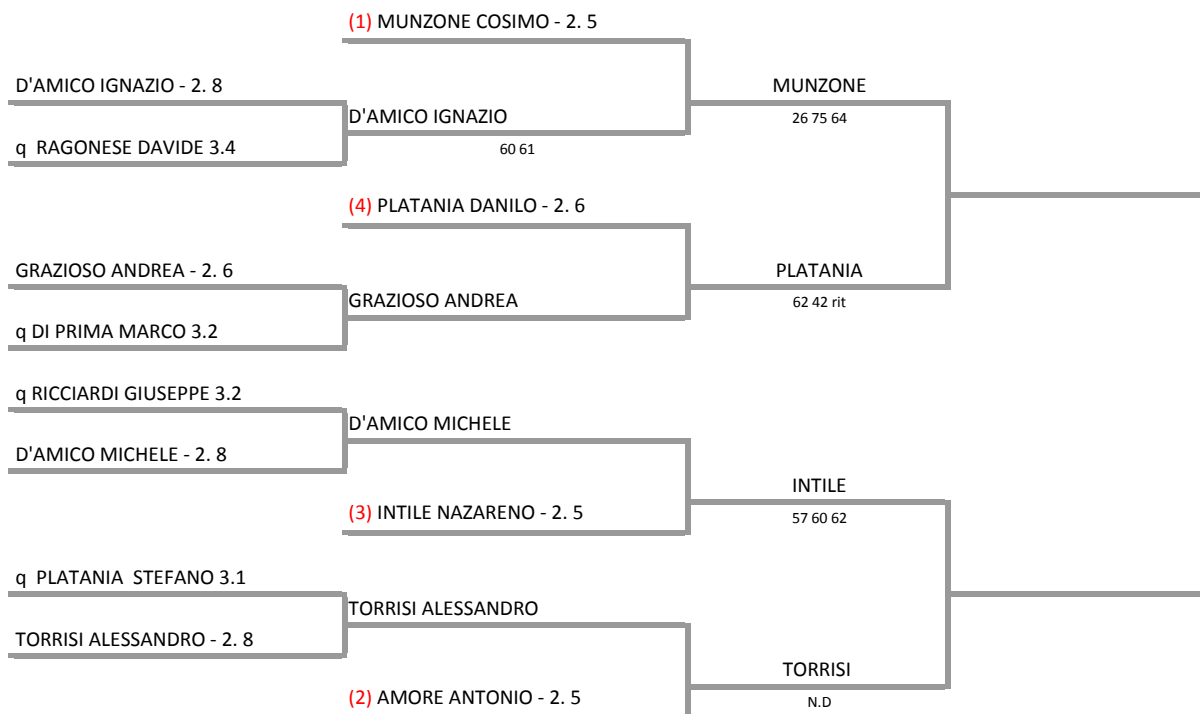 (1) MUNZONE COSIMO - 2. 5
D'AMICO IGNAZIO - 2. 8
MUNZONE
D'AMICO IGNAZIO
26 75 64
q  RAGONESE DAVIDE 3.4
60 61
(4) PLATANIA DANILO - 2. 6
GRAZIOSO ANDREA - 2. 6
PLATANIA
GRAZIOSO ANDREA
62 42 rit
q DI PRIMA MARCO 3.2
q RICCIARDI GIUSEPPE 3.2
D'AMICO MICHELE
D'AMICO MICHELE - 2. 8
INTILE
(3) INTILE NAZARENO - 2. 5
57 60 62
q  PLATANIA  STEFANO 3.1
TORRISI ALESSANDRO
TORRISI ALESSANDRO - 2. 8
TORRISI
(2) AMORE ANTONIO - 2. 5
N.D